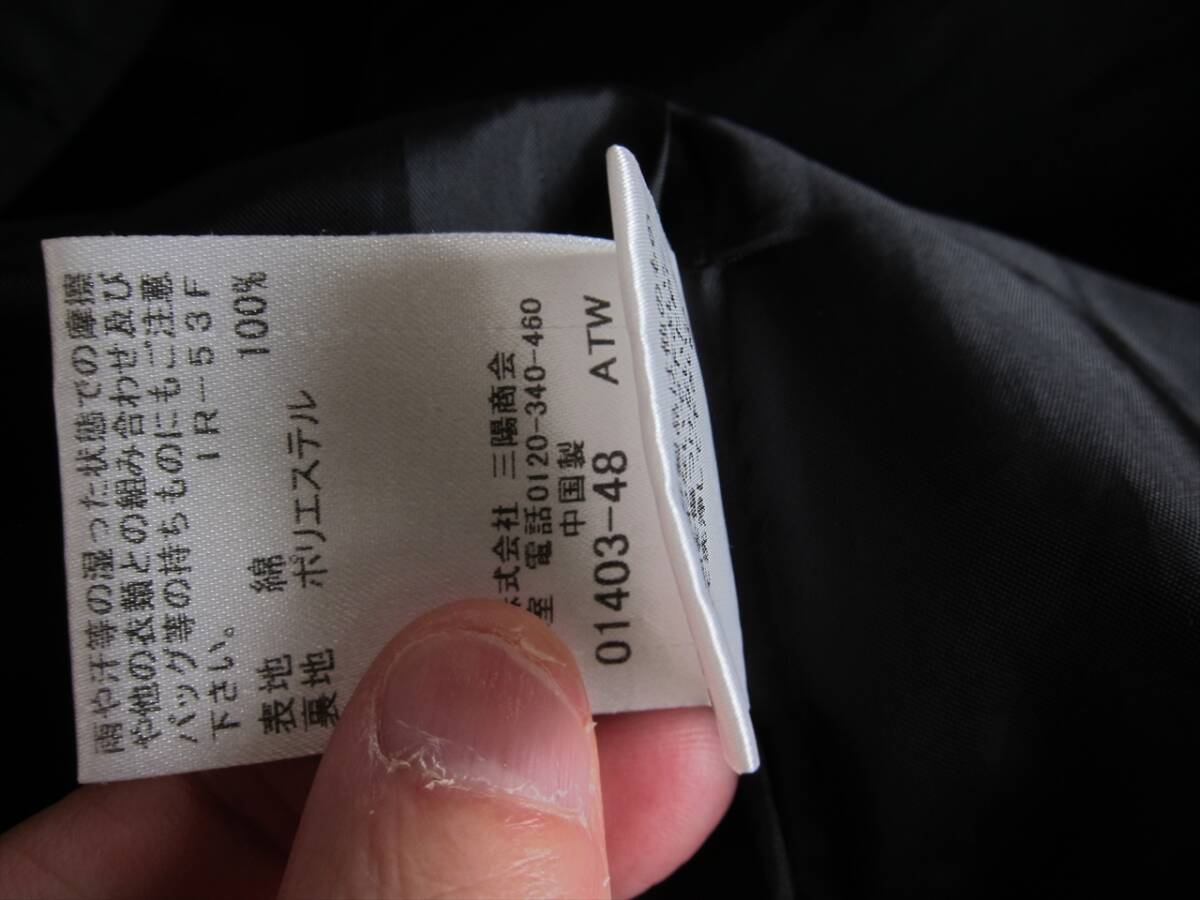 雨や汗等の湿った状態での摩擦
や他の衣類との組み合わせ及び
バッグ等の持ちものにもご注意
下さい。 IR-53F
表地 綿 100%
裏地 ポリエステル
式会社 三陽商会
室 電話0120-340-460
中国製
01403-48 ATW